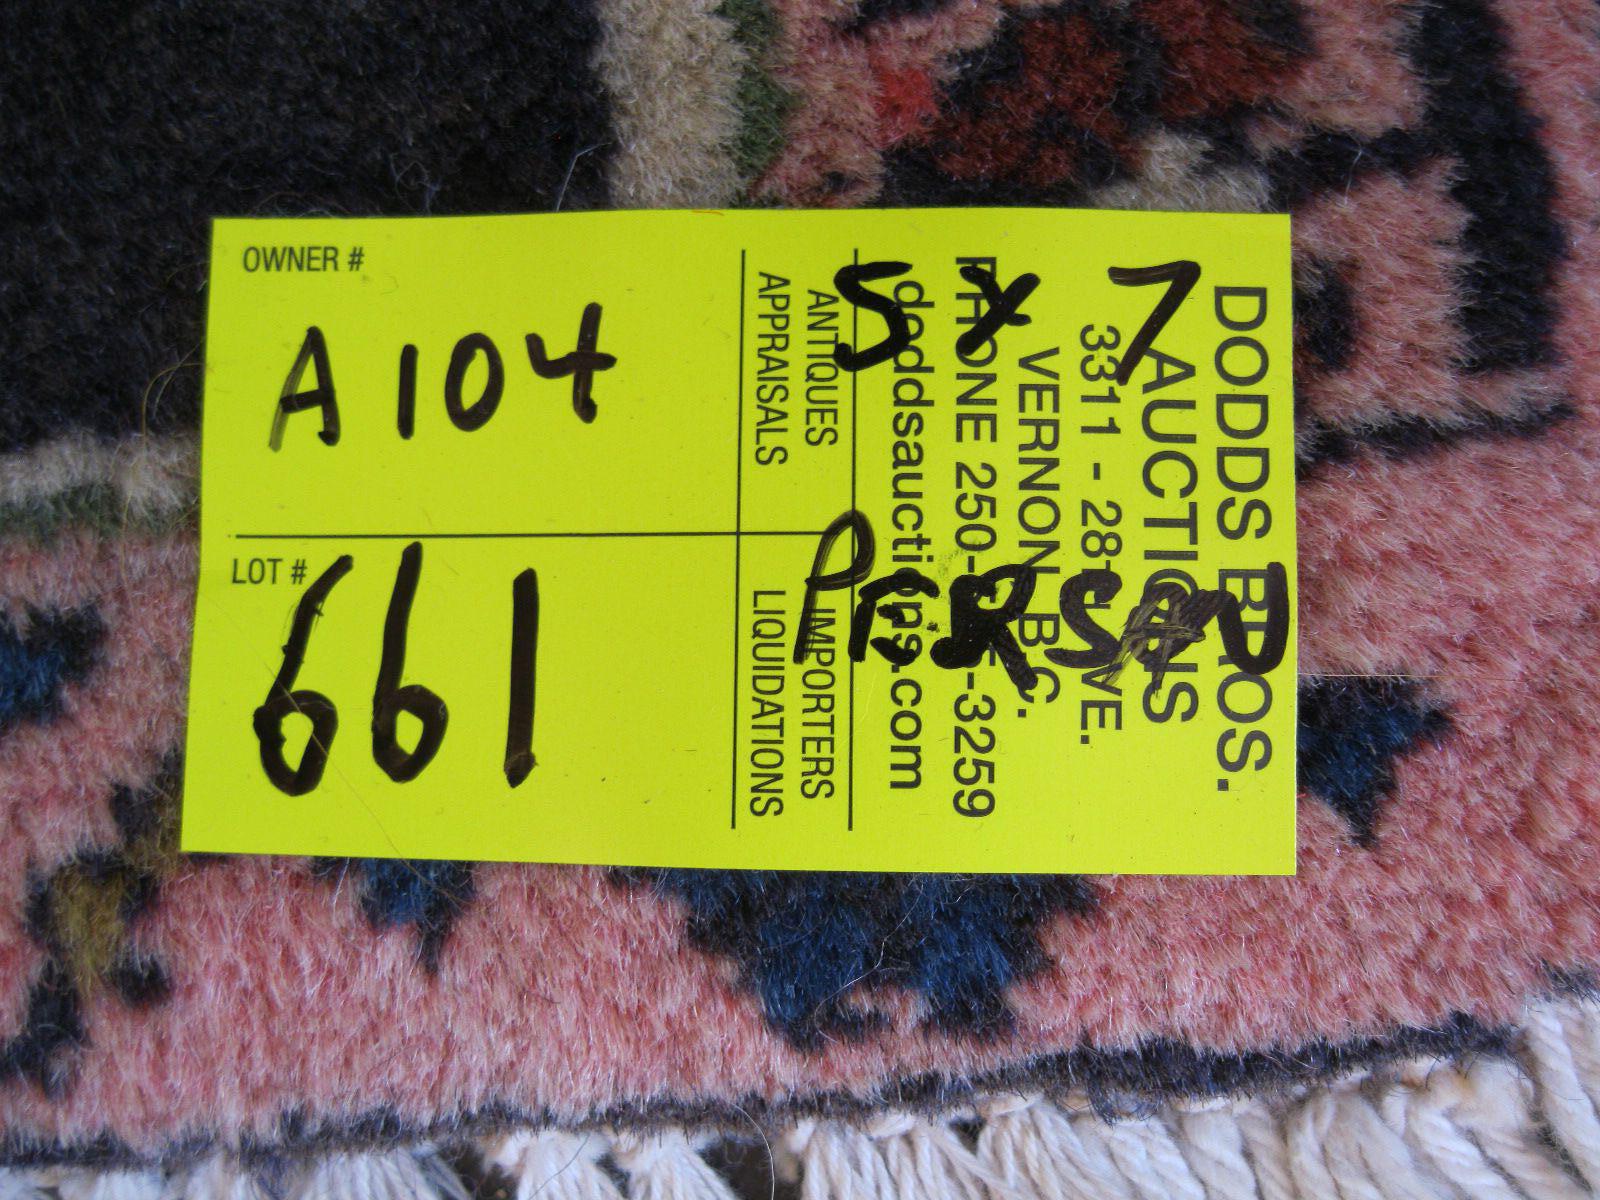 OWNER #
A104
LOT #
661
5 x 7
DODDS BROS.
AUCTIONS
3311 - 28 AVE.
VERNON B.C.
PHONE 250- -3259
doddsauctions.com
ANTIQUES IMPORTERS
APPRAISALS LIQUIDATIONS